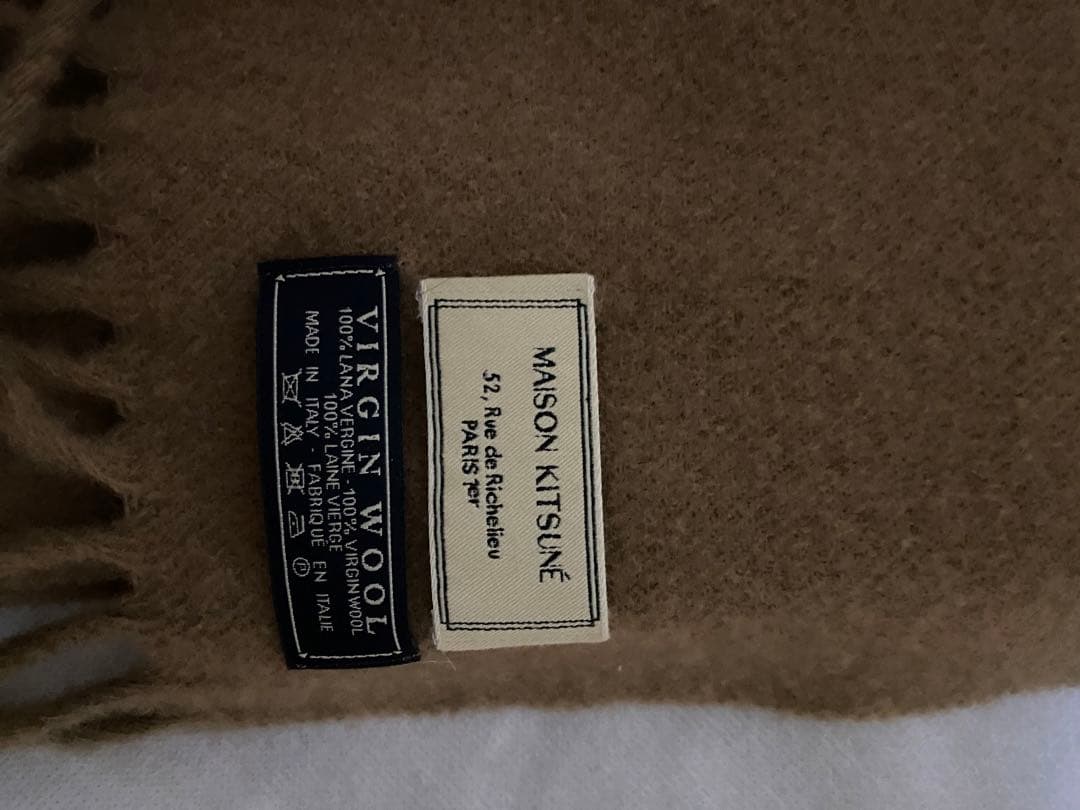 MAISON KITSUNÉ
52, Rue de Richelieu
PARIS 1er
VIRGIN WOOL
100% LANA VERGINE - 100% VIRGIN WOOL
100% LAINE VIERGE
MADE IN ITALY - FABRIQUÉ EN ITALIE
P